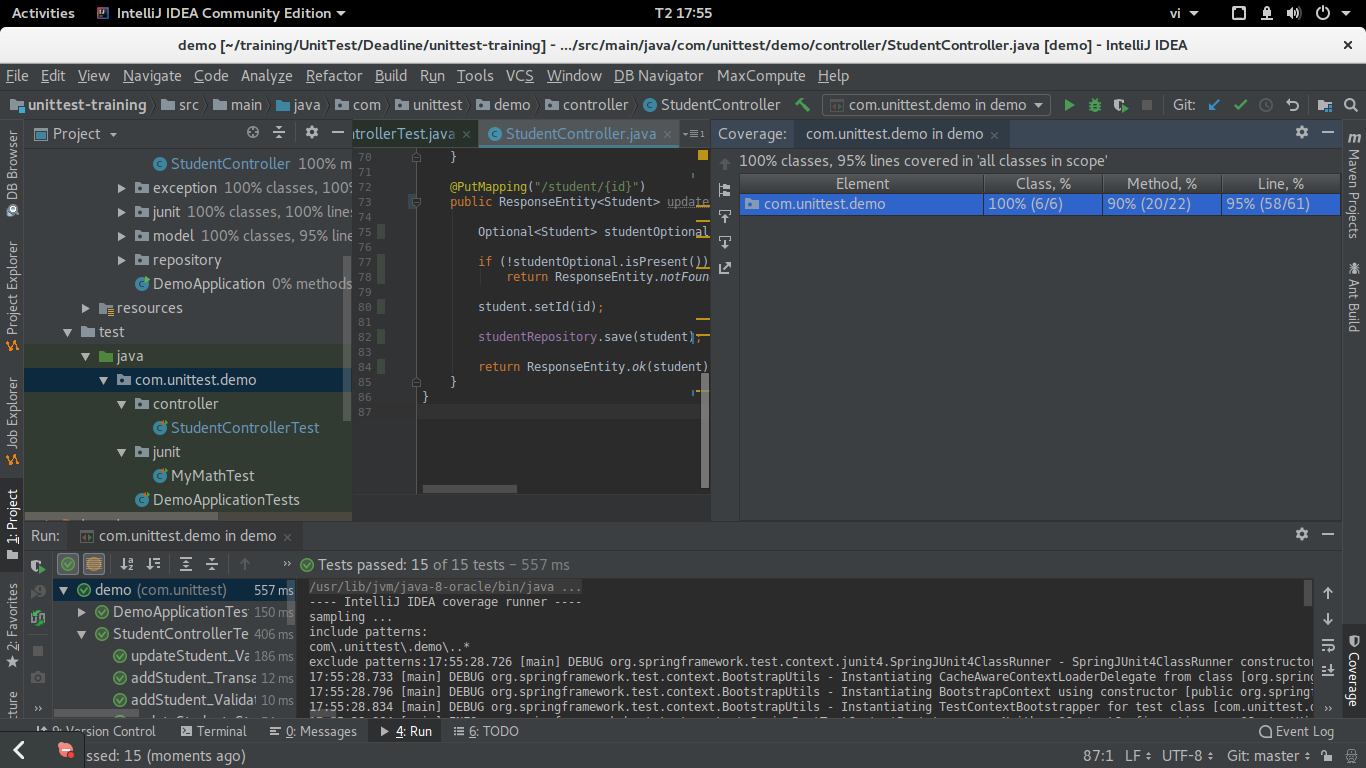 Activities IntelliJ IDEA Community Edition T2 17:55 vi
demo [~/training/UnitTest/Deadline/unittest-training] - .../src/main/java/com/unittest/demo/controller/StudentController.java [demo] - IntelliJ IDEA
File Edit View Navigate Code Analyze Refactor Build Run Tools VCS Window DB Navigator MaxCompute Help
unittest-training src main java com unittest demo controller StudentController com.unittest.demo in demo Git:
DB Browser
Project Explorer
Job Explorer
1: Project
2: Favorites
Project
StudentController 100% m
exception 100% classes, 100%
junit 100% classes, 100% line
model 100% classes, 95% line
repository
DemoApplication 0% methods
resources
test
java
com.unittest.demo
controller
StudentControllerTest
junit
MyMathTest
DemoApplicationTests
ntrollerTest.java StudentController.java 1
70 }
71
72 @PutMapping("/student/{id}")
73 public ResponseEntity<Student> update
74
75 Optional<Student> studentOptional
76
77 if (!studentOptional.isPresent())
78 return ResponseEntity.notFoun
79
80 student.setId(id);
81
82 studentRepository.save(student);
83
84 return ResponseEntity.ok(student)
85 }
86 }
87
Coverage: com.unittest.demo in demo
100% classes, 95% lines covered in 'all classes in scope'
Element Class, % Method, % Line, %
com.unittest.demo 100% (6/6) 90% (20/22) 95% (58/61)
Maven Projects
Ant Build
Coverage
Run: com.unittest.demo in demo
Tests passed: 15 of 15 tests – 557 ms
demo (com.unittest) 557 ms
DemoApplicationTes 150 ms
StudentControllerTe 406 ms
updateStudent_Va 186 ms
addStudent_Transa 12 ms
addStudent_Validat 10 ms
/usr/lib/jvm/java-8-oracle/bin/java ...
---- IntelliJ IDEA coverage runner ----
sampling ...
include patterns:
com\.unittest\.demo\..*
exclude patterns:17:55:28.726 [main] DEBUG org.springframework.test.context.junit4.SpringJUnit4ClassRunner - SpringJUnit4ClassRunner constructor
17:55:28.733 [main] DEBUG org.springframework.test.context.BootstrapUtils - Instantiating CacheAwareContextLoaderDelegate from class [org.spring
17:55:28.796 [main] DEBUG org.springframework.test.context.BootstrapUtils - Instantiating BootstrapContext using constructor [public org.springf
17:55:28.834 [main] DEBUG org.springframework.test.context.BootstrapUtils - Instantiating TestContextBootstrapper for test class [com.unittest.d
9: Version Control Terminal 0: Messages 4: Run 6: TODO Event Log
ssed: 15 (moments ago) 87:1 LF UTF-8 Git: master